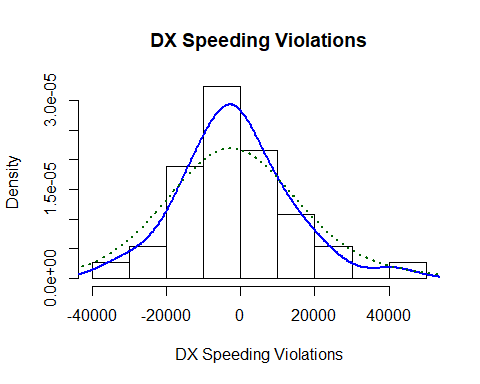 DX Speeding Violations
Density
3.0e-05
1.5e-05
0.0e+00
-40000 -20000 0 20000 40000
DX Speeding Violations